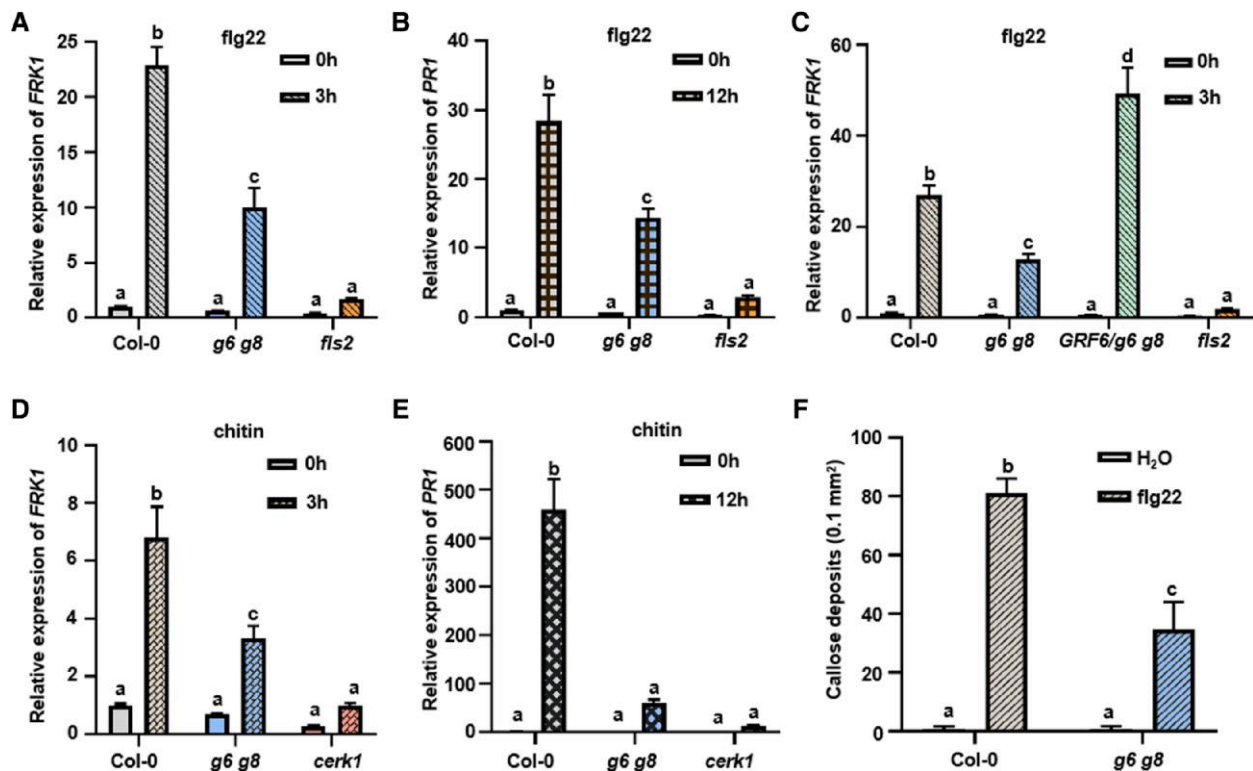 A
flg22
0h
3h
Relative expression of FRK1
25
20
15
10
5
0
a
b
a
c
a
a
Col-0
g6 g8
fls2
B
flg22
0h
12h
Relative expression of PR1
40
30
20
10
0
a
b
a
c
a
a
Col-0
g6 g8
fls2
C
flg22
0h
3h
Relative expression of FRK1
60
40
20
0
a
b
a
c
a
d
a
a
Col-0
g6 g8
GRF6/g6 g8
fls2
D
chitin
0h
3h
Relative expression of FRK1
10
8
6
4
2
0
a
b
a
c
a
a
Col-0
g6 g8
cerk1
E
chitin
0h
12h
Relative expression of PR1
600
500
400
300
200
100
0
a
b
a
a
a
a
Col-0
g6 g8
cerk1
F
H₂O
flg22
Callose deposits (0.1 mm²)
100
80
60
40
20
0
a
b
a
c
Col-0
g6 g8